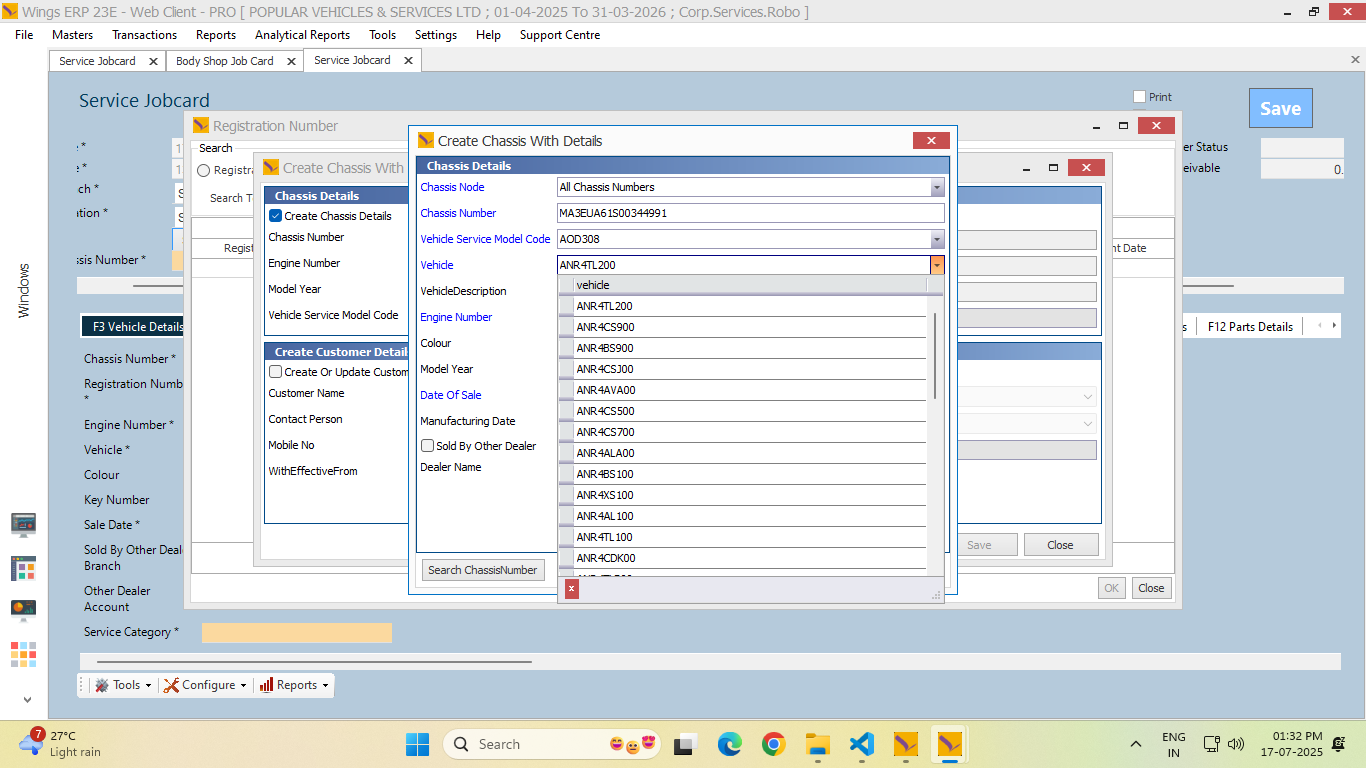 Wings ERP 23E - Web Client - PRO [ POPULAR VEHICLES & SERVICES LTD ; 01-04-2025 To 31-03-2026 ; Corp.Services.Robo ]
File Masters Transactions Reports Analytical Reports Tools Settings Help Support Centre
Service Jobcard Body Shop Job Card Service Jobcard
Service Jobcard
Print
Save
Registration Number
Search
Create Chassis With
Create Chassis With Details
Chassis Details
Chassis Node All Chassis Numbers
Chassis Number MA3EUA61S00344991
Vehicle Service Model Code AOD308
Vehicle ANR4TL200
VehicleDescription
Engine Number
Colour
Model Year
Date Of Sale
Manufacturing Date
Sold By Other Dealer
Dealer Name
Search ChassisNumber
vehicle
ANR4TL200
ANR4CS900
ANR4BS900
ANR4CSJ00
ANR4AVA00
ANR4CS500
ANR4CS700
ANR4ALA00
ANR4BS100
ANR4XS100
ANR4AL100
ANR4TL100
ANR4CDK00
Chassis Details
Create Chassis Details
Chassis Number
Engine Number
Model Year
Vehicle Service Model Code
Create Customer Detail
Create Or Update Custom
Customer Name
Contact Person
Mobile No
WithEffectiveFrom
Save Close
OK Close
Registra
Search T
Regist
nt Date
er Status
eivable 0.
ch *
ation *
sis Number *
Windows
F3 Vehicle Details
F12 Parts Details
Chassis Number *
Registration Numb
*
Engine Number *
Vehicle *
Colour
Key Number
Sale Date *
Sold By Other Deal
Branch
Other Dealer
Account
Service Category *
Tools Configure Reports
7
27°C
Light rain
Search
ENG
IN
01:32 PM
17-07-2025